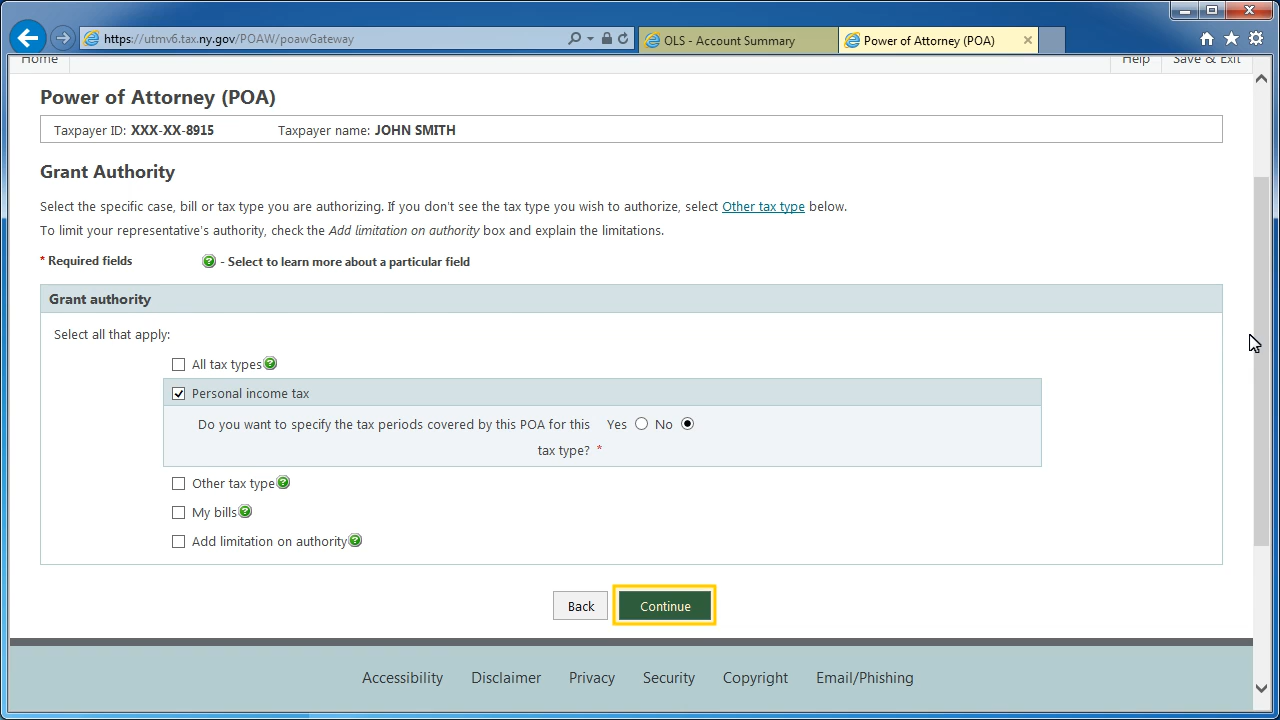 https://utmv6.tax.ny.gov/POAW/poawGateway
OLS - Account Summary
Power of Attorney (POA)
Home
Help
Save & Exit
Power of Attorney (POA)
Taxpayer ID: XXX-XX-8915
Taxpayer name: JOHN SMITH
Grant Authority
Select the specific case, bill or tax type you are authorizing. If you don't see the tax type you wish to authorize, select Other tax type below.
To limit your representative's authority, check the Add limitation on authority box and explain the limitations.
* Required fields
? - Select to learn more about a particular field
Grant authority
Select all that apply:
All tax types ?
Personal income tax
Do you want to specify the tax periods covered by this POA for this Yes No
tax type? *
Other tax type ?
My bills ?
Add limitation on authority ?
Back
Continue
Accessibility Disclaimer Privacy Security Copyright Email/Phishing